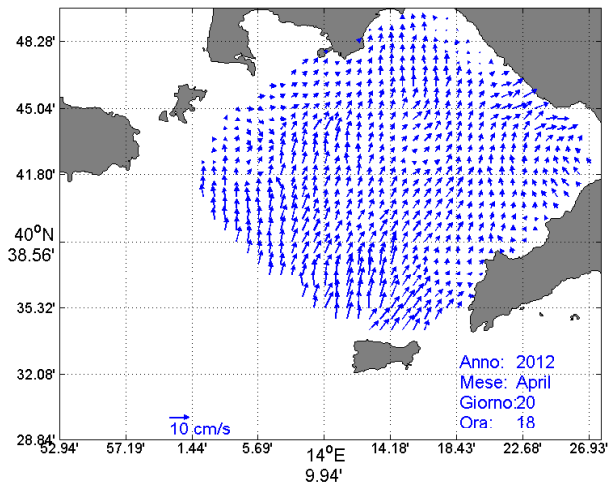 48.28'
45.04'
41.80'
40°N
38.56'
35.32'
32.08'
28.84'
52.94'
57.19'
1.44'
5.69'
14°E
9.94'
14.18'
18.43'
22.68'
26.93'
10 cm/s
Anno: 2012
Mese: April
Giorno:20
Ora: 18